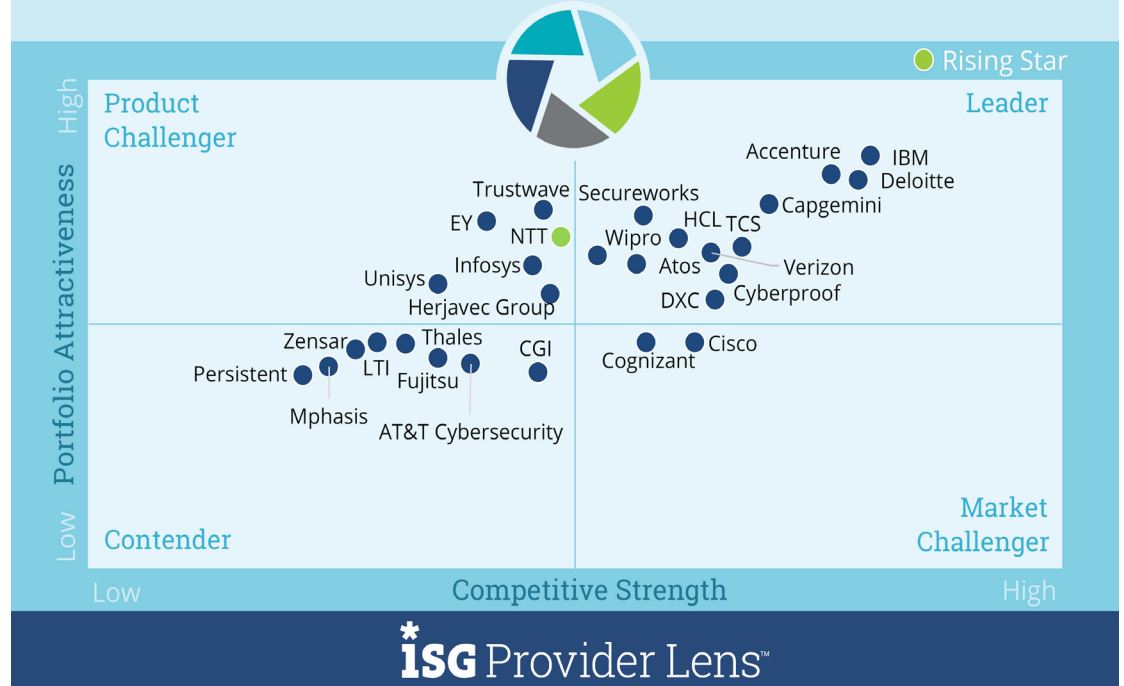 Rising Star
High
Product
Challenger
Leader
Accenture
IBM
Deloitte
Trustwave
Secureworks
Capgemini
EY
NTT
HCL
TCS
Wipro
Infosys
Atos
Verizon
Unisys
Cyberproof
Herjavec Group
DXC
Portfolio Attractiveness
Zensar
Thales
CGI
Cisco
LTI
Cognizant
Persistent
Fujitsu
Mphasis
AT&T Cybersecurity
Low
Contender
Market
Challenger
Low
Competitive Strength
High
ISG Provider Lens™